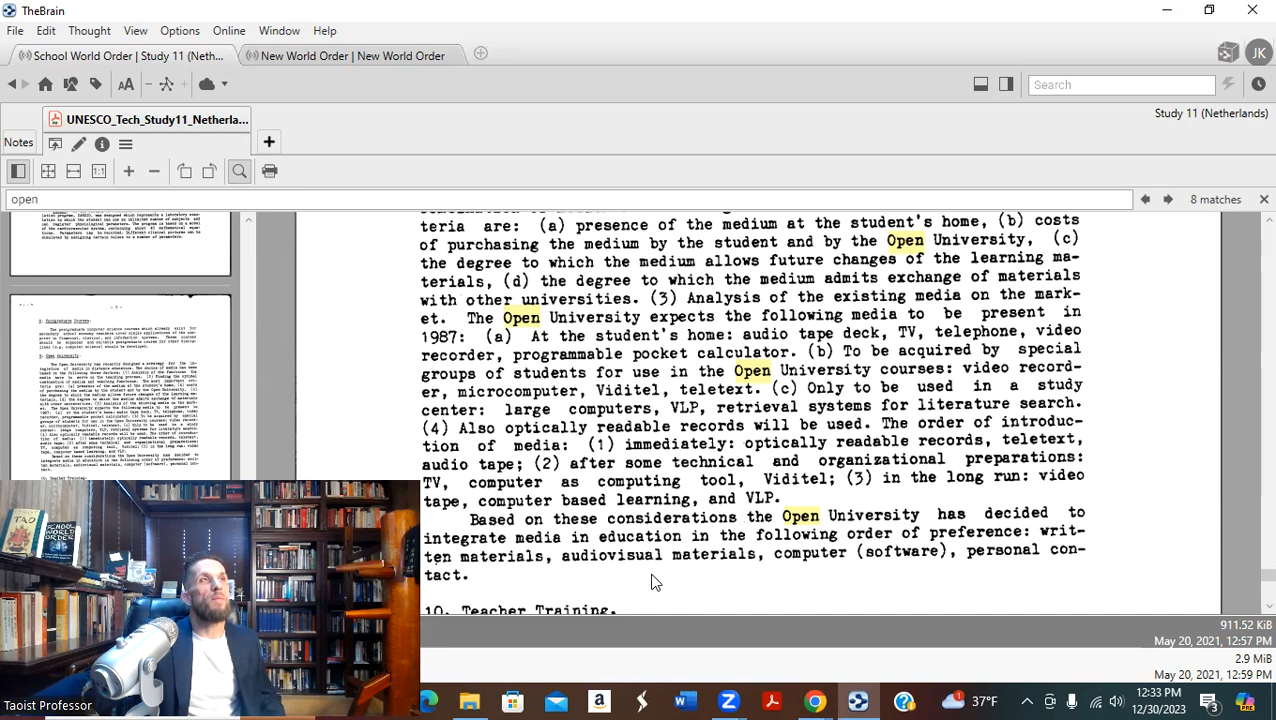 TheBrain
File Edit Thought View Options Online Window Help
School World Order | Study 11 (Neth... New World Order | New World Order
JK
AA Search
UNESCO_Tech_Study11_Netherla... Study 11 (Netherlands)
Notes
1:1
open 8 matches
teria are: (a) presence of the medium at the student's home, (b) costs
of purchasing the medium by the student and by the Open University, (c)
the degree to which the medium allows future changes of the learning ma-
terials, (d) the degree to which the medium admits exchange of materials
with other universities. (3) Analysis of the existing media on the mark-
et. The Open University expects the following media to be present in
1987: (a) At the student's home: audio tape deck, TV, telephone, video
recorder, programmable pocket calculator. (b) To be acquired by special
groups of students for use in the Open University courses: video record-
er, microcomputer, Viditel, teletext. (c) Only to be used in a study
center: large computers, VLP, retrieval systems for literature search.
(4) Also optically readable records will be used. The order of introduc-
tion of media: (1) immediately: optically readable records, teletext,
audio tape; (2) after some technical and organizational preparations:
TV, computer as computing tool, Viditel; (3) in the long run: video
tape, computer based learning, and VLP.
Based on these considerations the Open University has decided to
integrate media in education in the following order of preference: writ-
ten materials, audiovisual materials, computer (software), personal con-
tact.
10. Teacher Training.
TAO
SCHOOL
WORLD
ORDER
911.52 KiB
May 20, 2021, 12:57 PM
2.9 MiB
May 20, 2021, 12:59 PM
Taoist Professor
37°F
12:33 PM
12/30/2023
3